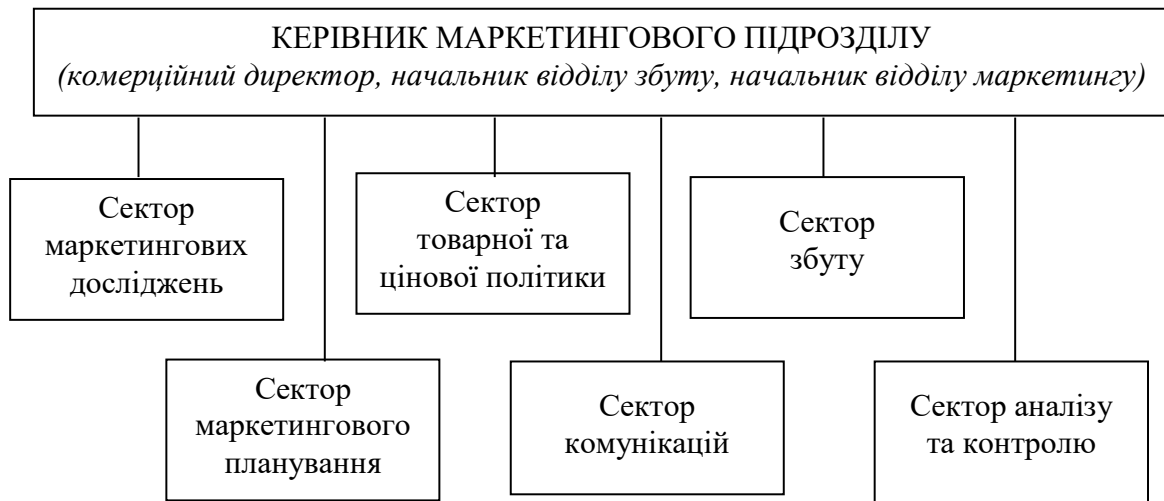 КЕРІВНИК МАРКЕТИНГОВОГО ПІДРОЗДІЛУ
(комерційний директор, начальник відділу збуту, начальник відділу маркетингу)
Сектор
маркетингових
досліджень
Сектор
товарної та
цінової політики
Сектор
збуту
Сектор
маркетингового
планування
Сектор
комунікацій
Сектор аналізу
та контролю